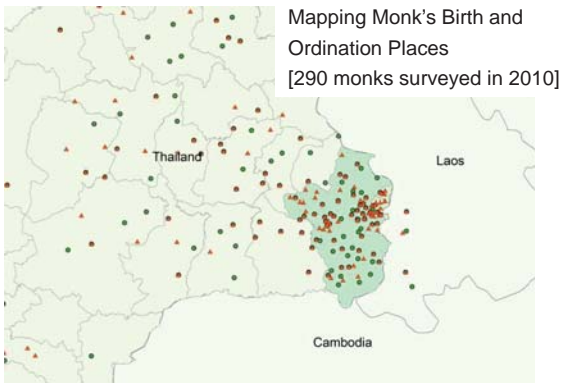 Mapping Monk’s Birth and
Ordination Places
[290 monks surveyed in 2010]
Thailand
Laos
Cambodia